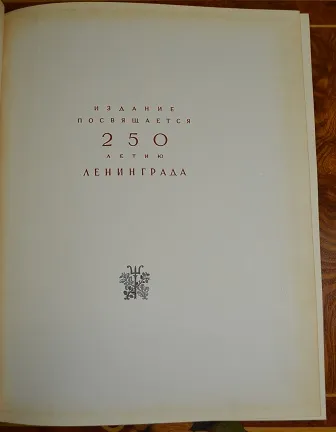 ИЗДАНИЕ
ПОСВЯЩАЕТСЯ
250
ЛЕТИЮ
ЛЕНИНГРАДА